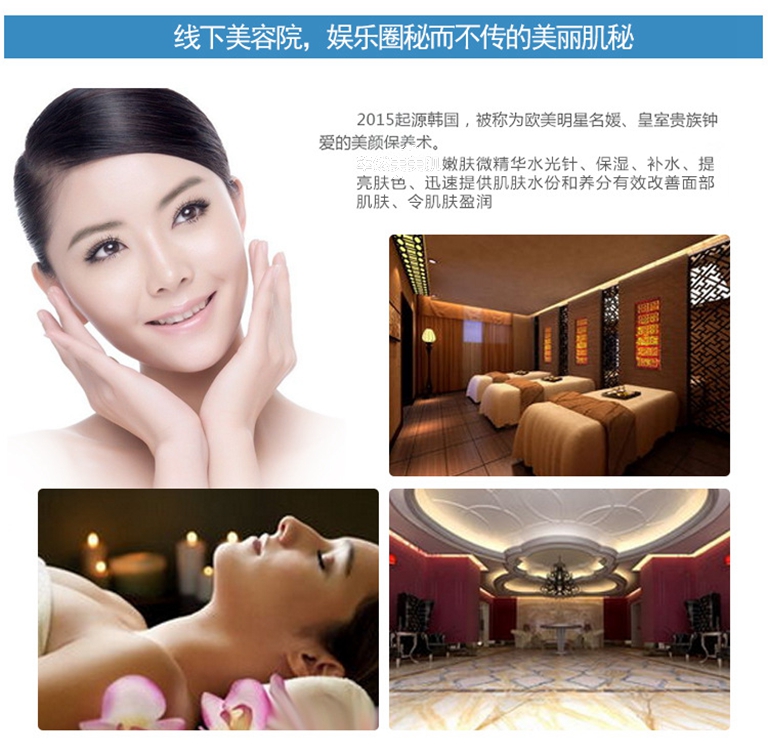 线下美容院，娱乐圈秘而不传的美丽肌秘
2015起源韩国，被称为欧美明星名媛、皇室贵族钟
爱的美颜保养术。
嫩肤微精华水光针、保湿、补水、提
亮肤色、迅速提供肌肤水份和养分有效改善面部
肌肤、令肌肤盈润